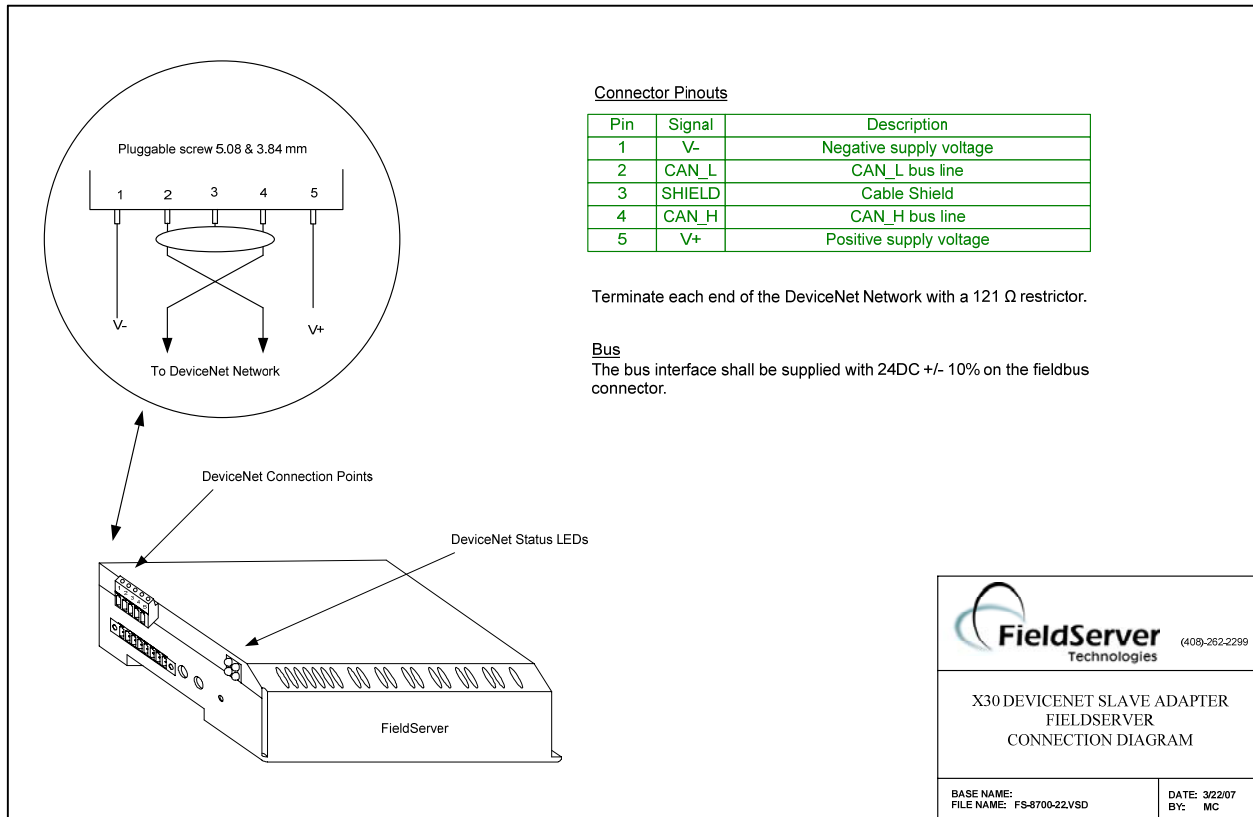 Pluggable screw 5.08 & 3.84 mm
1 2 3 4 5
V-
V+
To DeviceNet Network
Connector Pinouts
Pin Signal Description
1 V- Negative supply voltage
2 CAN_L CAN_L bus line
3 SHIELD Cable Shield
4 CAN_H CAN_H bus line
5 V+ Positive supply voltage
Terminate each end of the DeviceNet Network with a 121 Ω restrictor.
Bus
The bus interface shall be supplied with 24DC +/- 10% on the fieldbus
connector.
DeviceNet Connection Points
DeviceNet Status LEDs
FieldServer
FieldServer
Technologies
(408)-262-2299
X30 DEVICENET SLAVE ADAPTER
FIELDSERVER
CONNECTION DIAGRAM
BASE NAME:
FILE NAME: FS-8700-22.VSD
DATE: 3/22/07
BY: MC